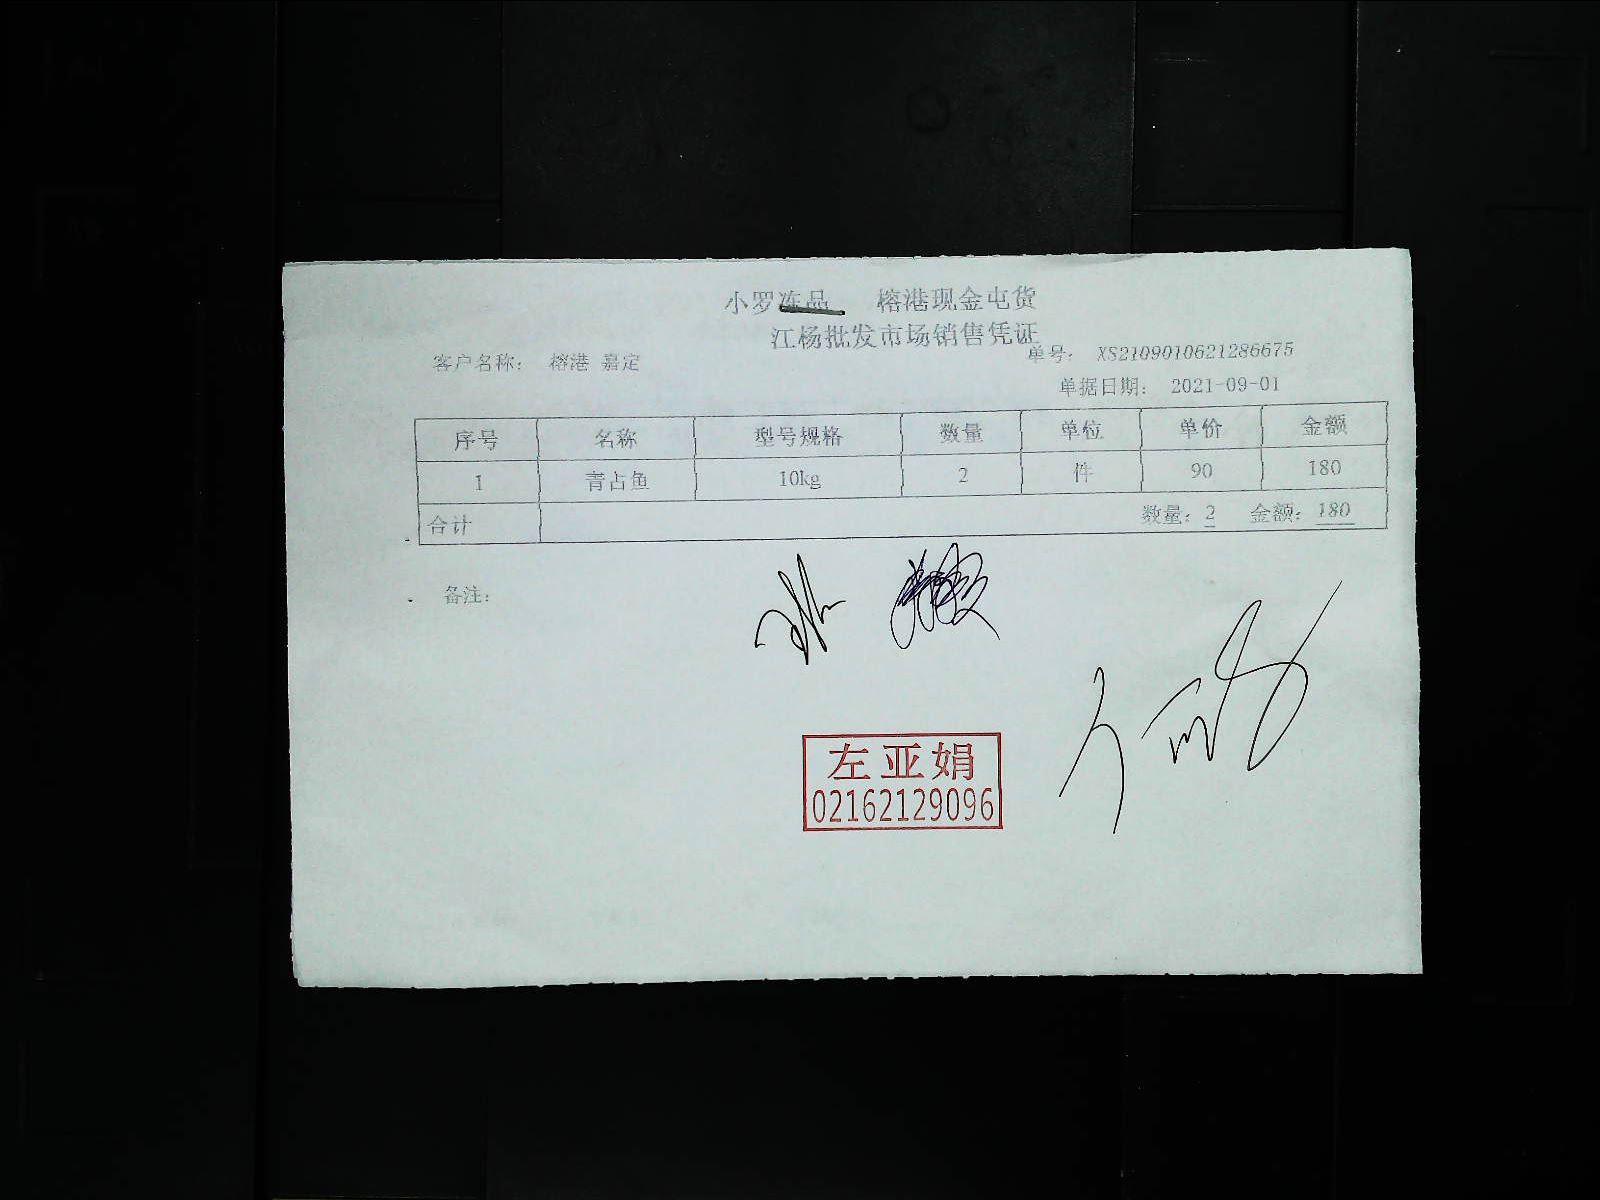 小罗冻品 榕港现金屯货
江杨批发市场销售凭证
客户名称： 榕港 嘉定 单号： XS2109010621286675
单据日期： 2021-09-01
序号 名称 型号规格 数量 单位 单价 金额
1 青占鱼 10kg 2 件 90 180
合计 数量：2 金额：180
备注：
左亚娟
02162129096